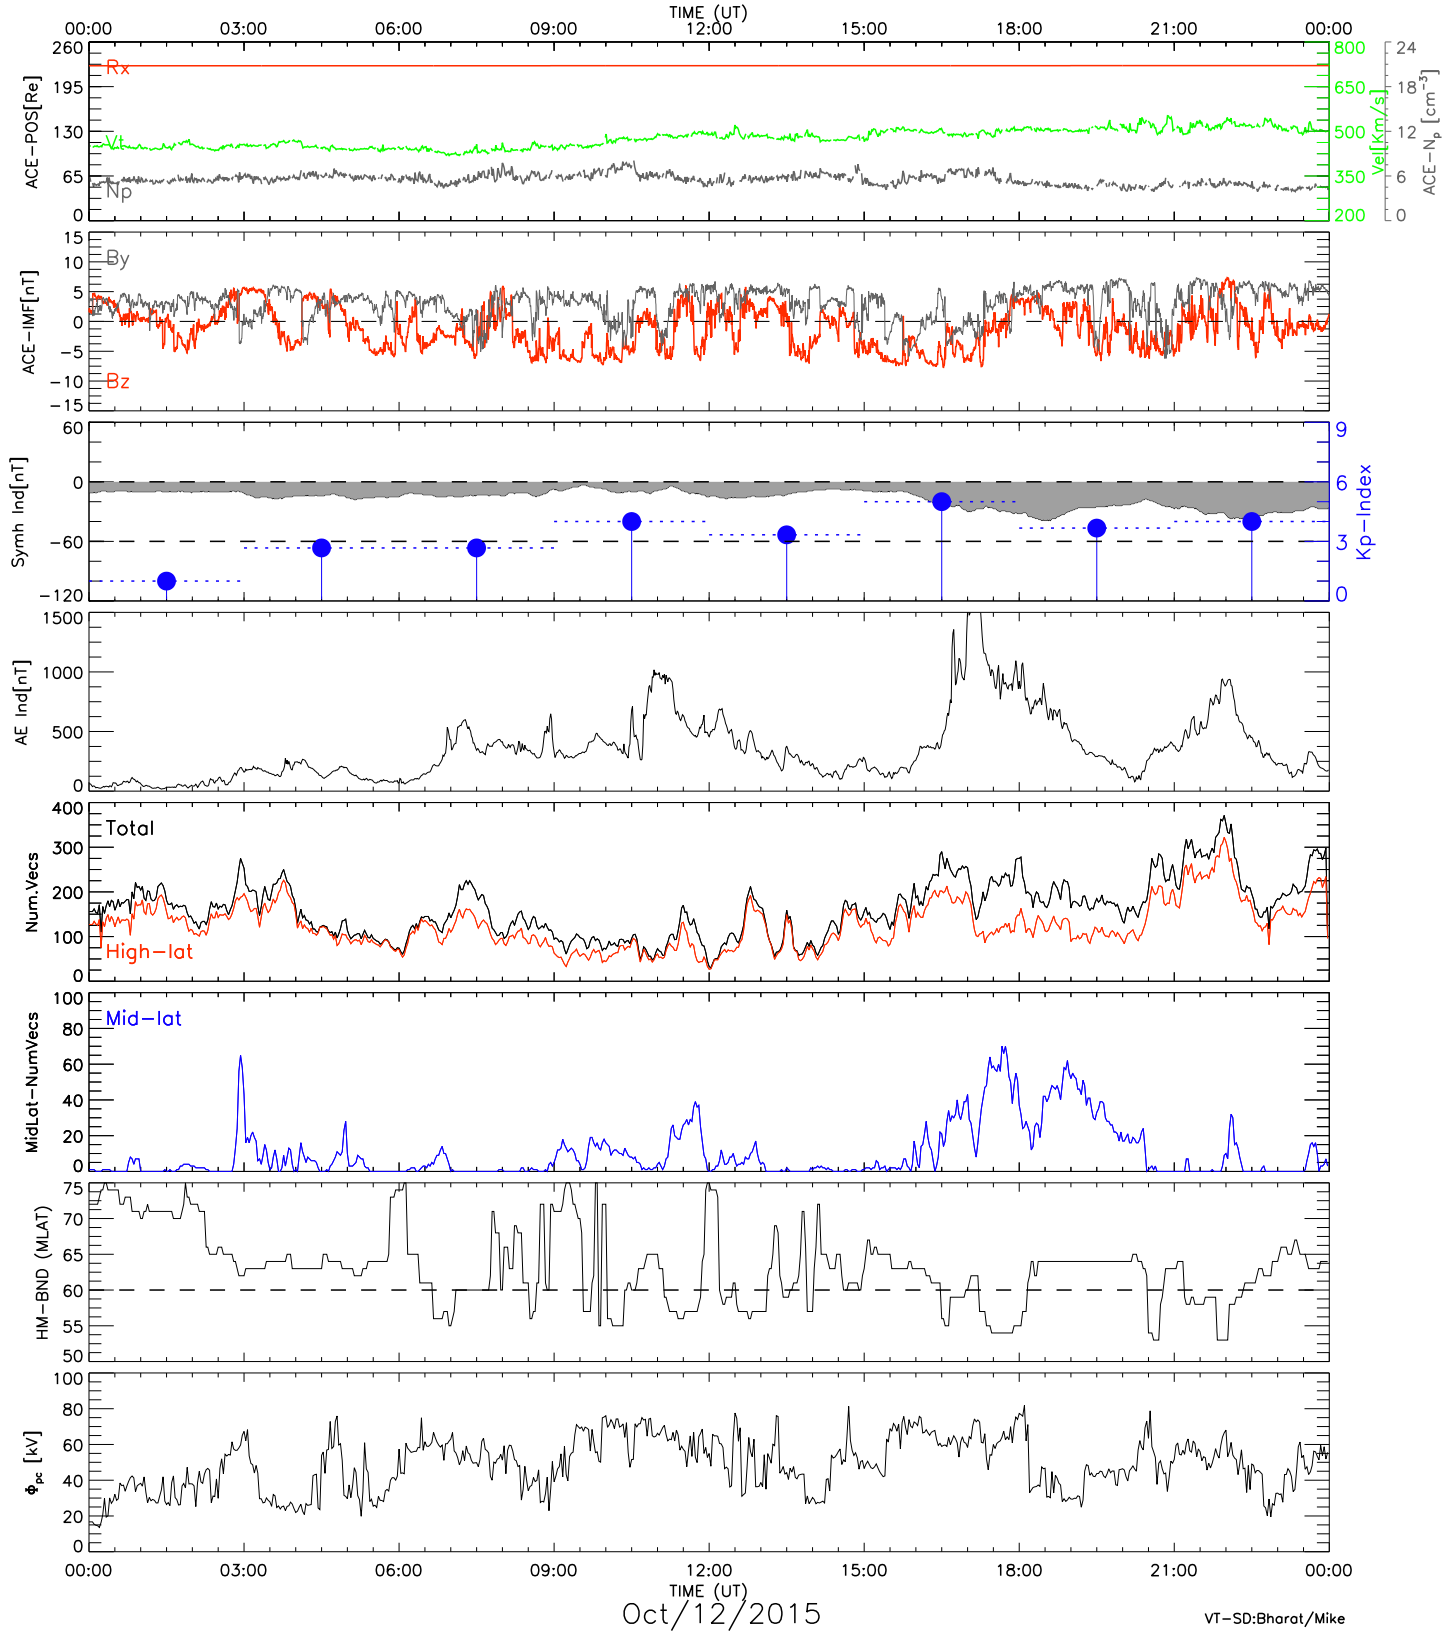 TIME (UT)
00:00 03:00 06:00 09:00 12:00 15:00 18:00 21:00 00:00
ACE-POS[Re]
260
195
130
65
0
Rx
Vt
Np
800
650
500
350
200
Vel[Km/s]
24
18
12
6
0
ACE-Np [cm-3]
ACE-IMF[nT]
15
10
5
0
-5
-10
-15
By
Bz
Symh Ind[nT]
60
0
-60
-120
9
6
3
0
Kp-Index
AE Ind[nT]
1500
1000
500
0
Num.Vecs
400
300
200
100
0
Total
High-lat
MidLat-NumVecs
100
80
60
40
20
0
Mid-lat
HM-BND (MLAT)
75
70
65
60
55
50
Φpc [kV]
100
80
60
40
20
0
00:00 03:00 06:00 09:00 12:00 15:00 18:00 21:00 00:00
TIME (UT)
Oct/12/2015
VT-SD:Bharat/Mike